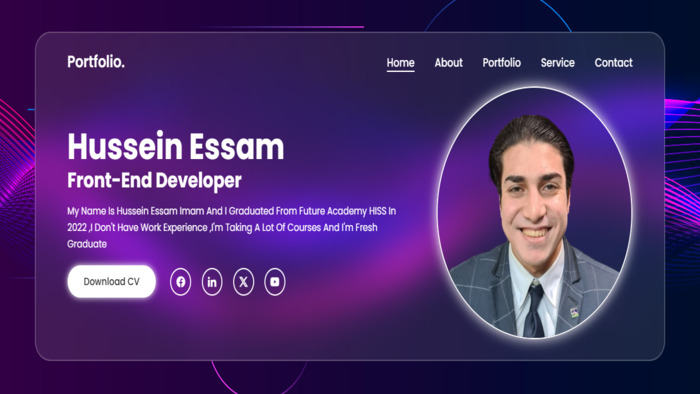 Portfolio.
Home About Portfolio Service Contact
Hussein Essam
Front-End Developer
My Name Is Hussein Essam Imam And I Graduated From Future Academy HISS In
2022 ,I Don't Have Work Experience ,I'm Taking A Lot Of Courses And I'm Fresh
Graduate
Download CV